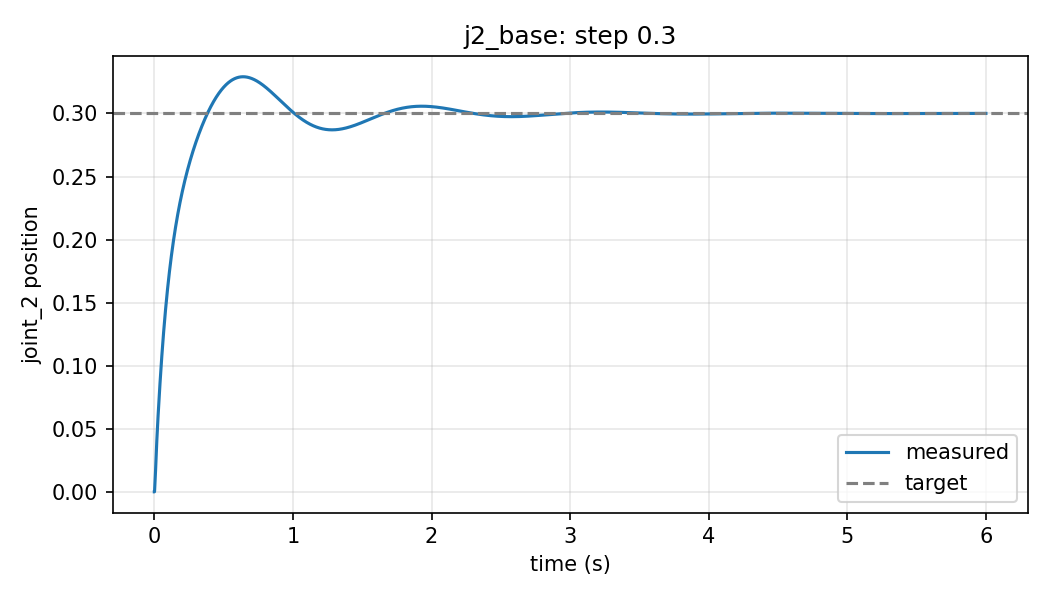 j2_base: step 0.3
joint_2 position
0.30
0.25
0.20
0.15
0.10
0.05
0.00
measured
target
0 1 2 3 4 5 6
time (s)